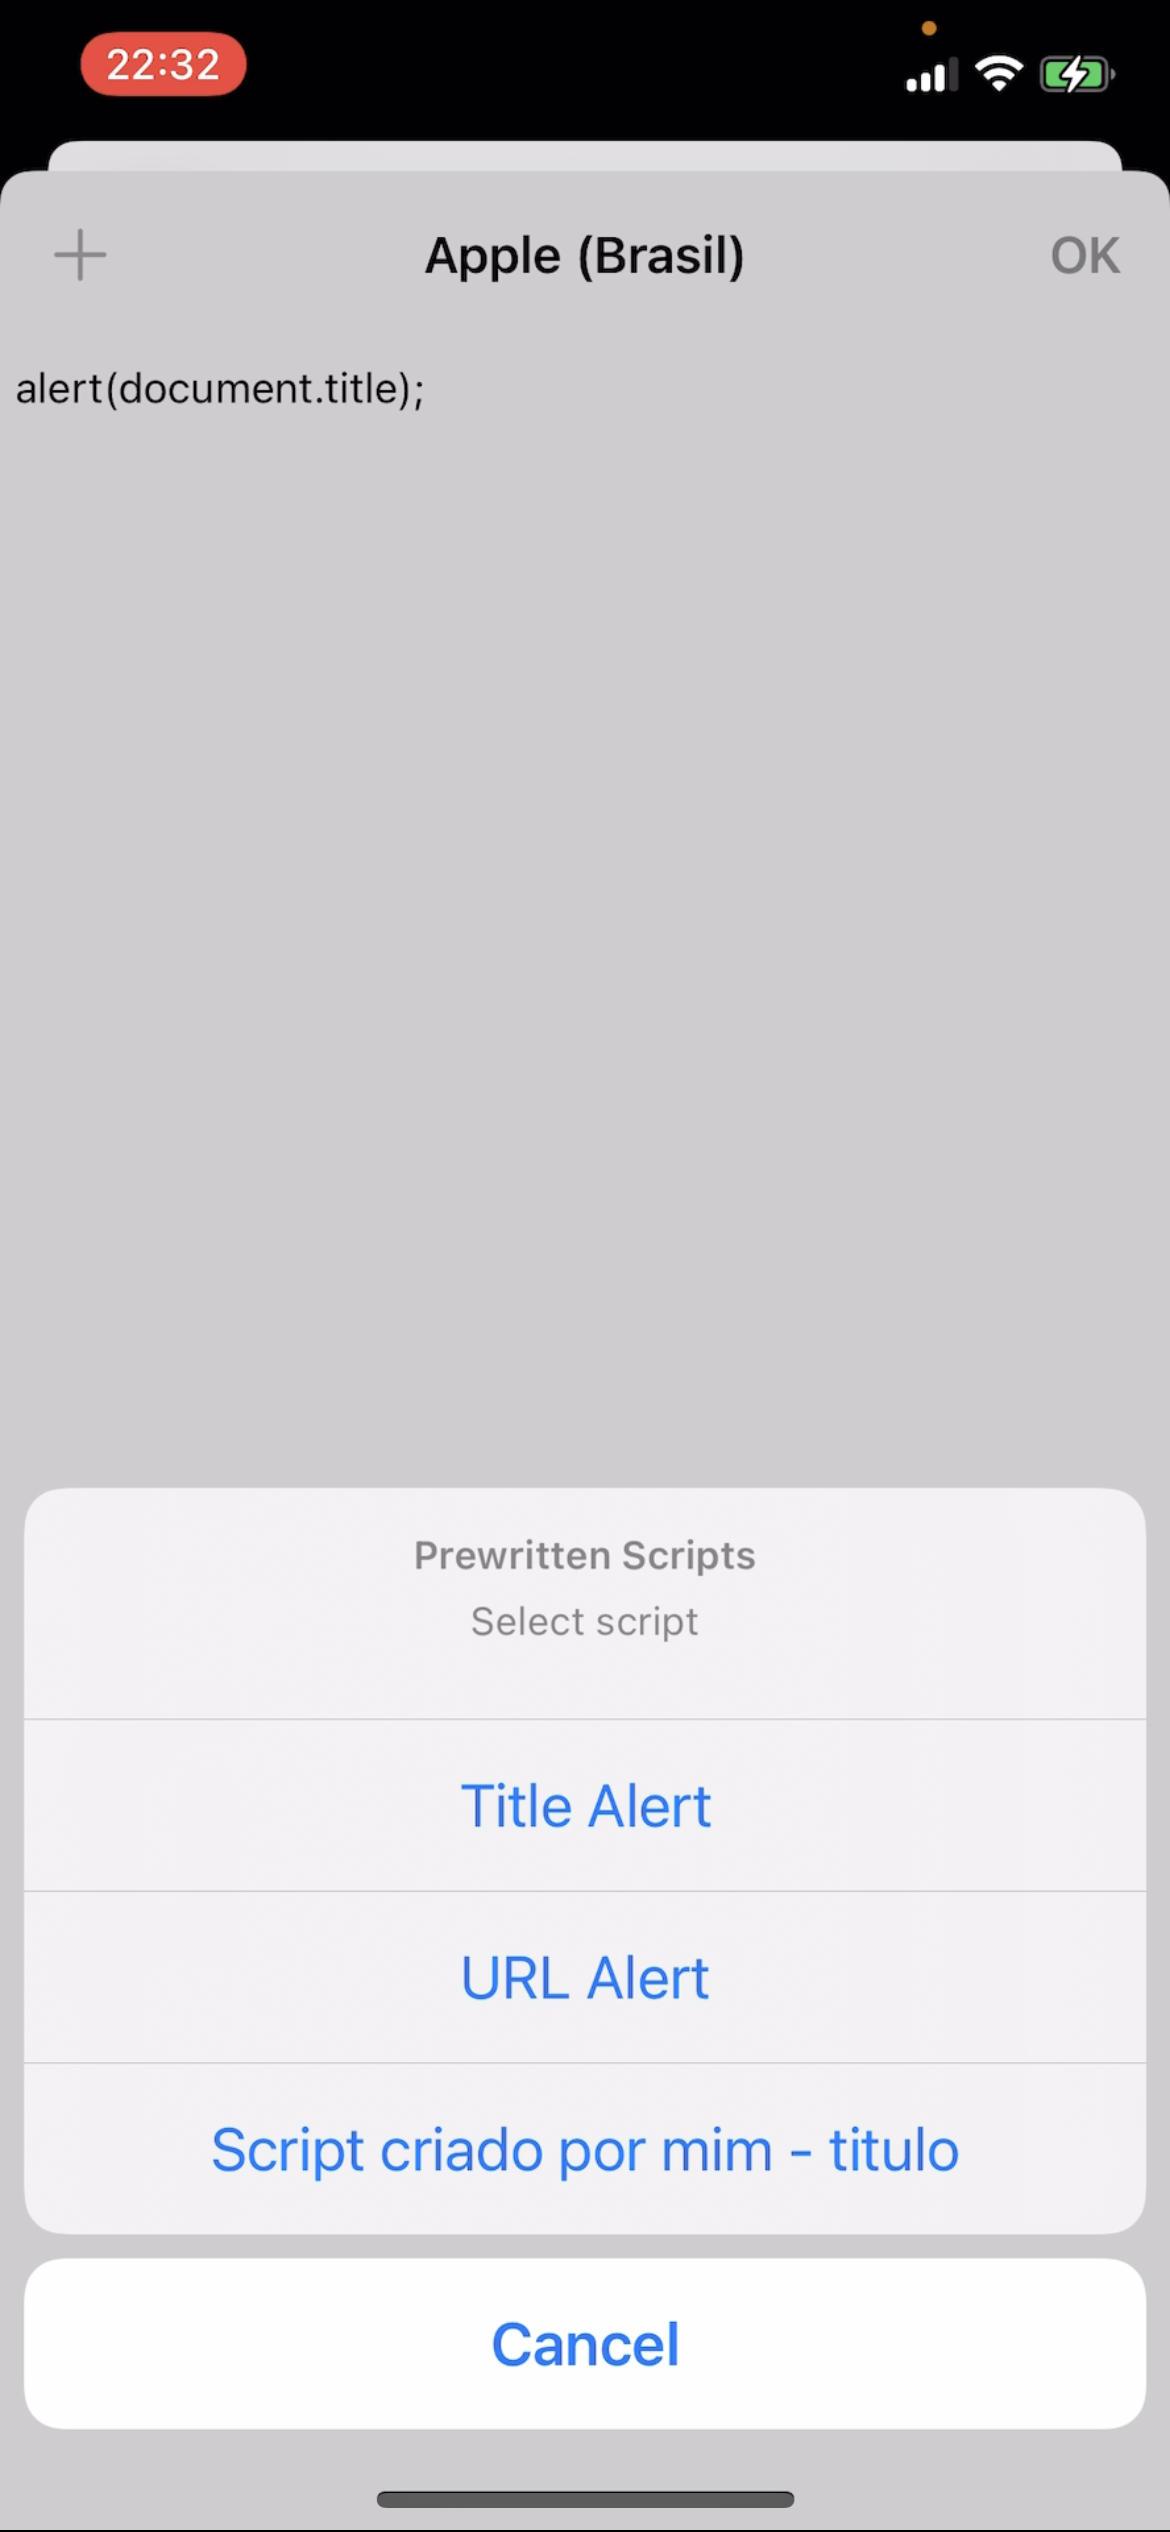 22:32
Apple (Brasil)
OK
alert(document.title);
Prewritten Scripts
Select script
Title Alert
URL Alert
Script criado por mim - titulo
Cancel